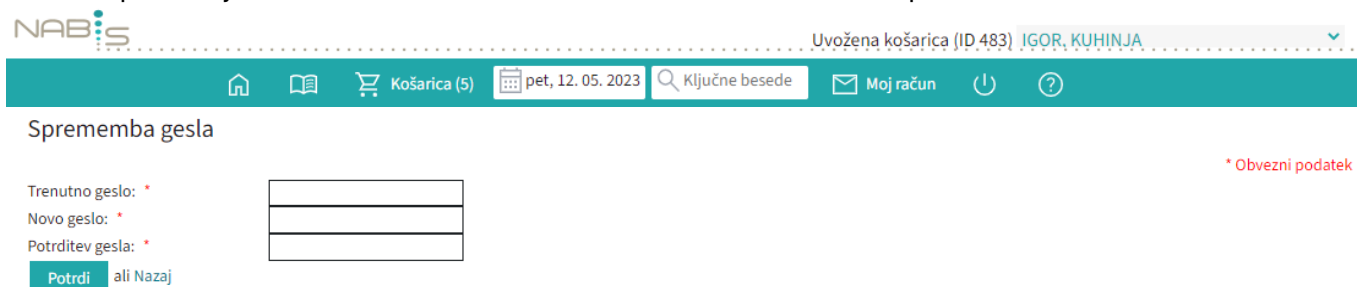 NABIS
Uvožena košarica (ID 483) IGOR, KUHINJA
Košarica (5) pet, 12. 05. 2023 Ključne besede Moj račun
Sprememba gesla
* Obvezni podatek
Trenutno geslo: *
Novo geslo: *
Potrditev gesla: *
Potrdi ali Nazaj